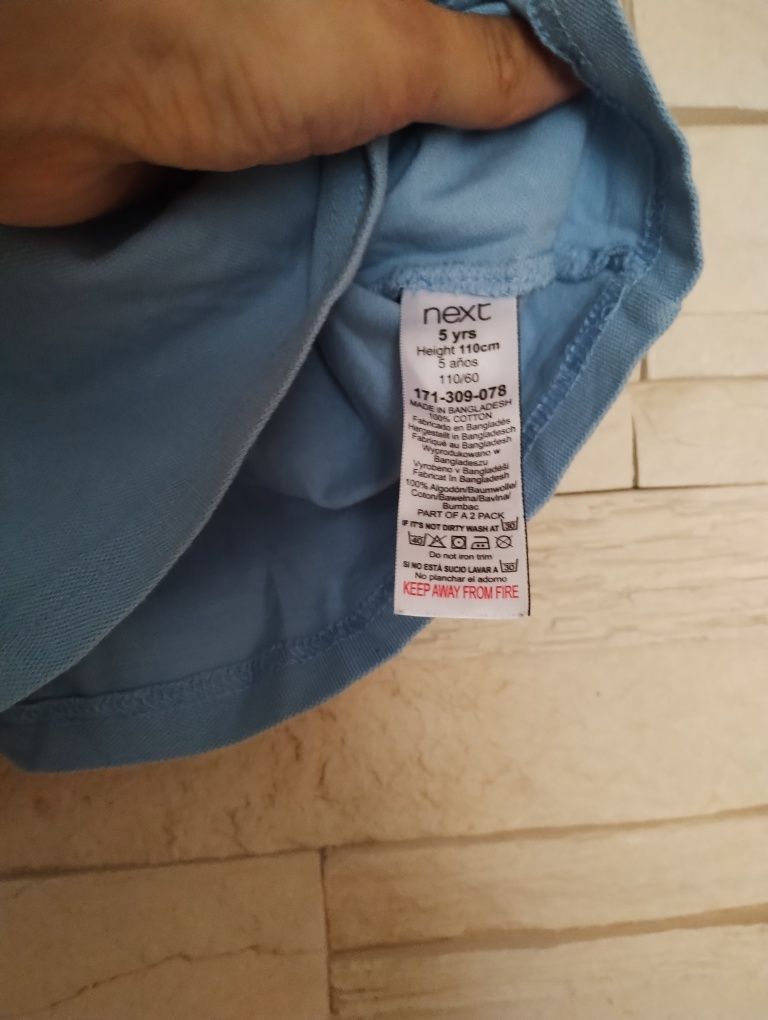 next
5 yrs
Height 110cm
5 años
110/60
171-309-078
MADE IN BANGLADESH
100% COTTON
Fabricado en Bangladés
Hergestellt in Bangladesch
Fabriqué au Bangladesh
Wyprodukowano w
Bangladeszu
Vyrobeno v Bangladéši
Fabricat în Bangladesh
100% Algodón/Baumwolle/
Coton/Bawełna/Bavlna/
Bumbac
PART OF A 2 PACK
IF IT'S NOT DIRTY WASH AT 30
40
Do not iron trim
SI NO ESTÁ SUCIO LAVAR A 30
No planchar el adorno
KEEP AWAY FROM FIRE